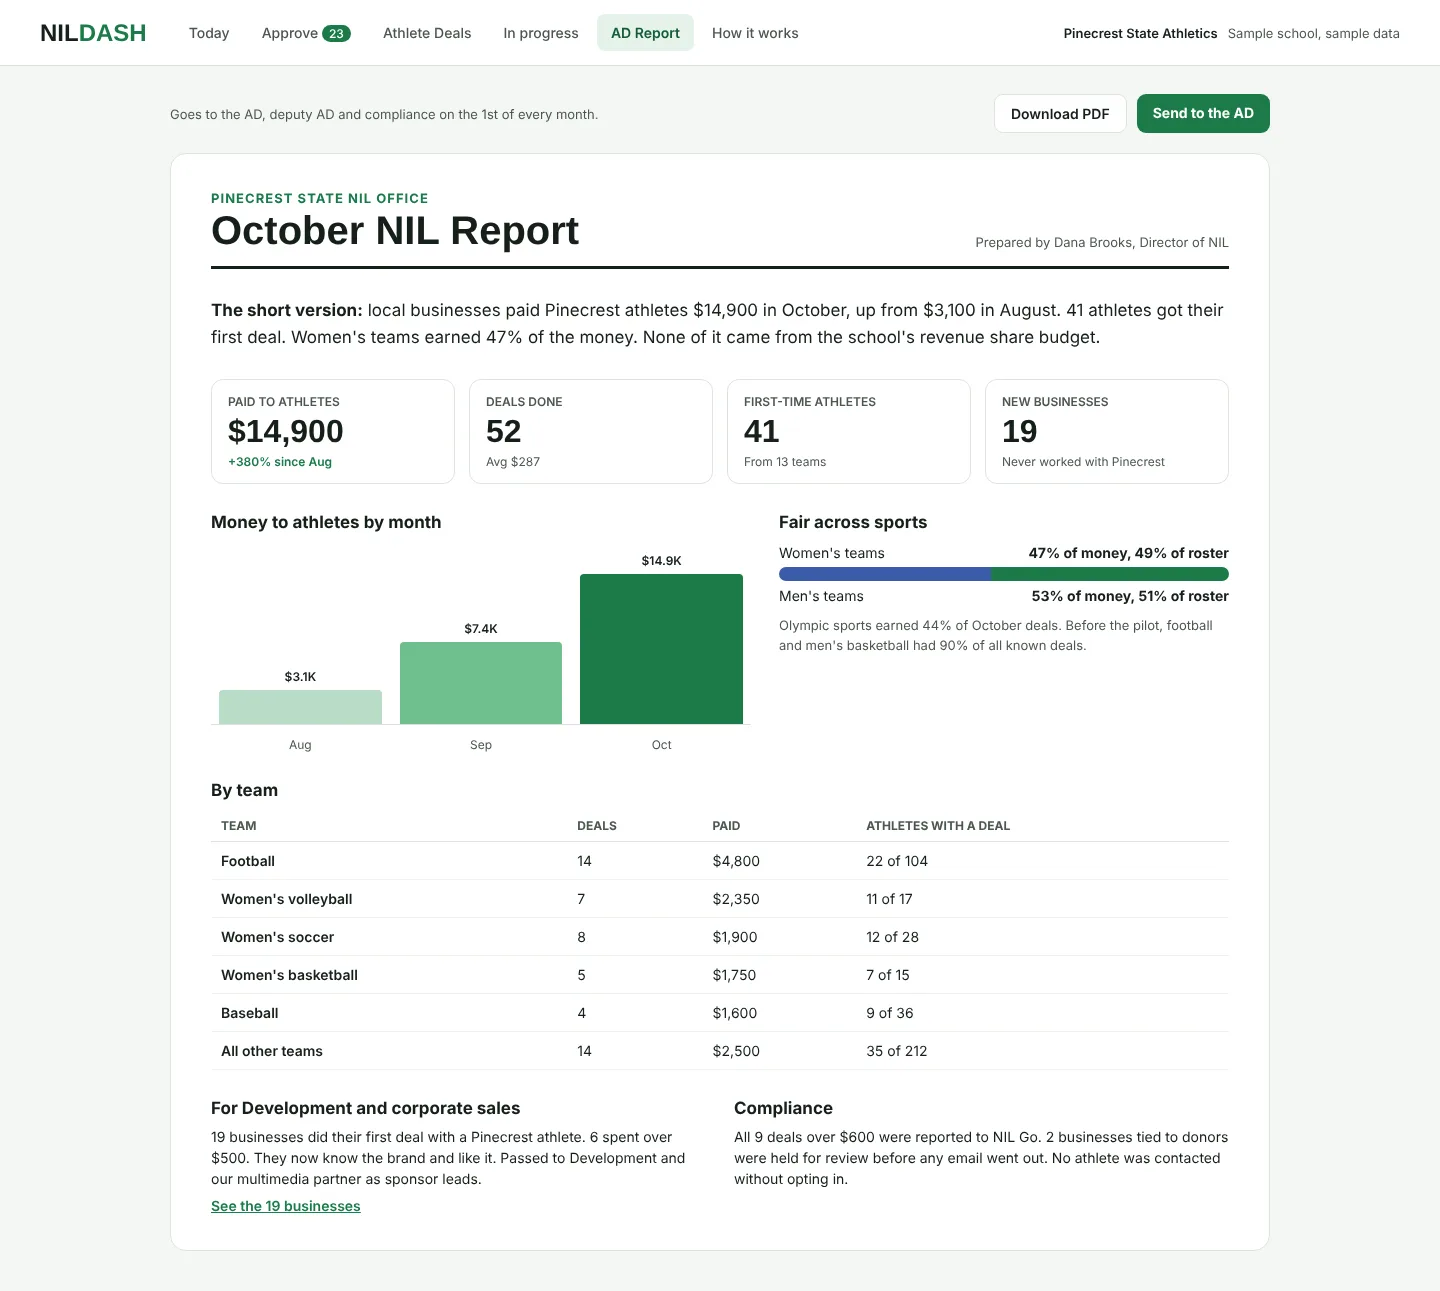 NILDASH
Today
Approve 23
Athlete Deals
In progress
AD Report
How it works
Pinecrest State Athletics
Sample school, sample data
Goes to the AD, deputy AD and compliance on the 1st of every month.
Download PDF
Send to the AD
PINECREST STATE NIL OFFICE
October NIL Report
Prepared by Dana Brooks, Director of NIL
The short version: local businesses paid Pinecrest athletes $14,900 in October, up from $3,100 in August. 41 athletes got their
first deal. Women's teams earned 47% of the money. None of it came from the school's revenue share budget.
PAID TO ATHLETES
$14,900
+380% since Aug
DEALS DONE
52
Avg $287
FIRST-TIME ATHLETES
41
From 13 teams
NEW BUSINESSES
19
Never worked with Pinecrest
Money to athletes by month
$3.1K
$7.4K
$14.9K
Aug
Sep
Oct
Fair across sports
Women's teams
47% of money, 49% of roster
Men's teams
53% of money, 51% of roster
Olympic sports earned 44% of October deals. Before the pilot, football
and men's basketball had 90% of all known deals.
By team
TEAM DEALS PAID ATHLETES WITH A DEAL
Football 14 $4,800 22 of 104
Women's volleyball 7 $2,350 11 of 17
Women's soccer 8 $1,900 12 of 28
Women's basketball 5 $1,750 7 of 15
Baseball 4 $1,600 9 of 36
All other teams 14 $2,500 35 of 212
For Development and corporate sales
19 businesses did their first deal with a Pinecrest athlete. 6 spent over
$500. They now know the brand and like it. Passed to Development and
our multimedia partner as sponsor leads.
See the 19 businesses
Compliance
All 9 deals over $600 were reported to NIL Go. 2 businesses tied to donors
were held for review before any email went out. No athlete was contacted
without opting in.